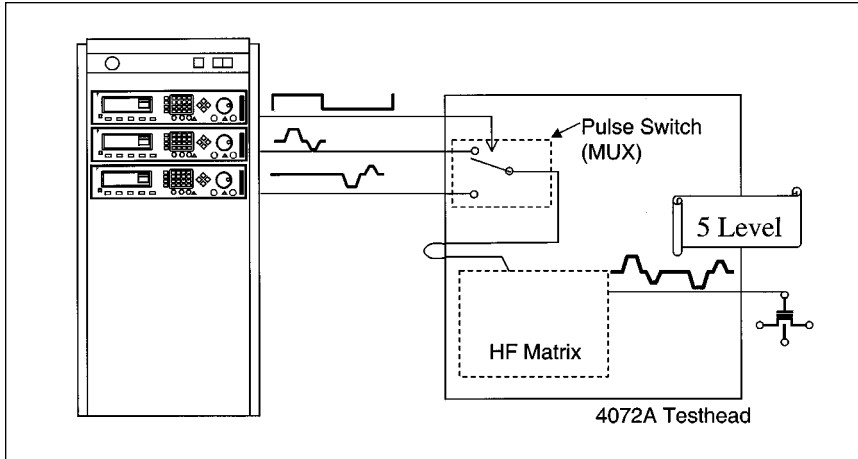 Pulse Switch
(MUX)
5 Level
HF Matrix
4072A Testhead